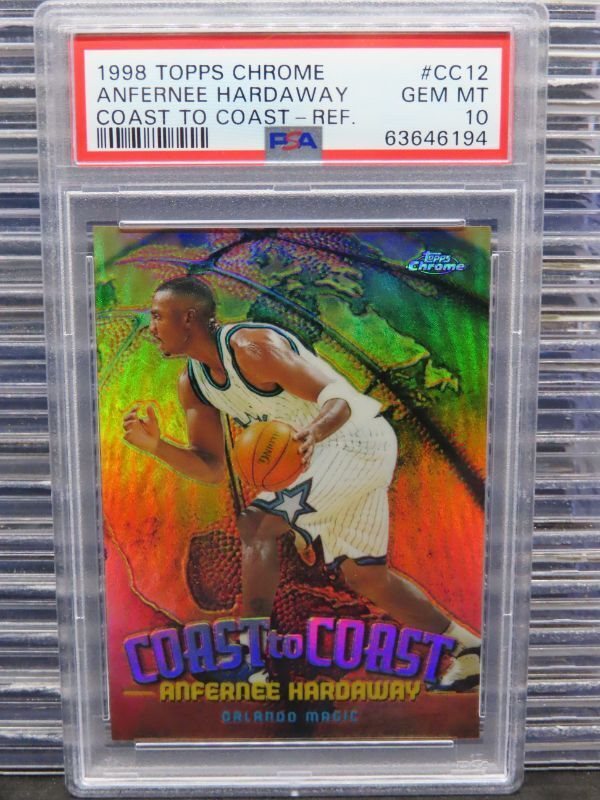 1998 TOPPS CHROME #CC12
ANFERNEE HARDAWAY GEM MT
COAST TO COAST - REF. 10
PSA 63646194
Topps
Chrome
COAST to COAST
ANFERNEE HARDAWAY
ORLANDO MAGIC